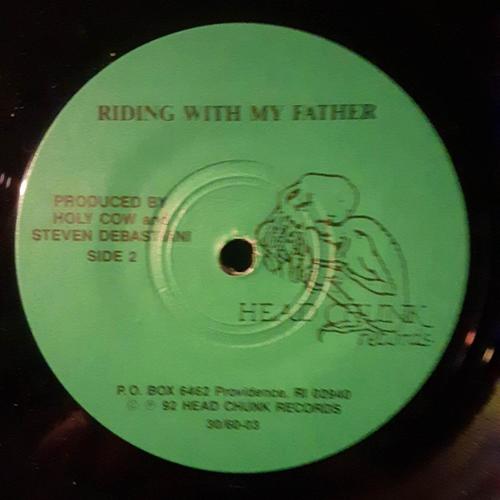 RIDING WITH MY FATHER
PRODUCED BY
HOLY COW and
STEVEN DEBASTIANI
SIDE 2
HEAD CHUNK
records
P.O. BOX 6462 Providence, RI 02940
© ℗ 92 HEAD CHUNK RECORDS
30/60-03